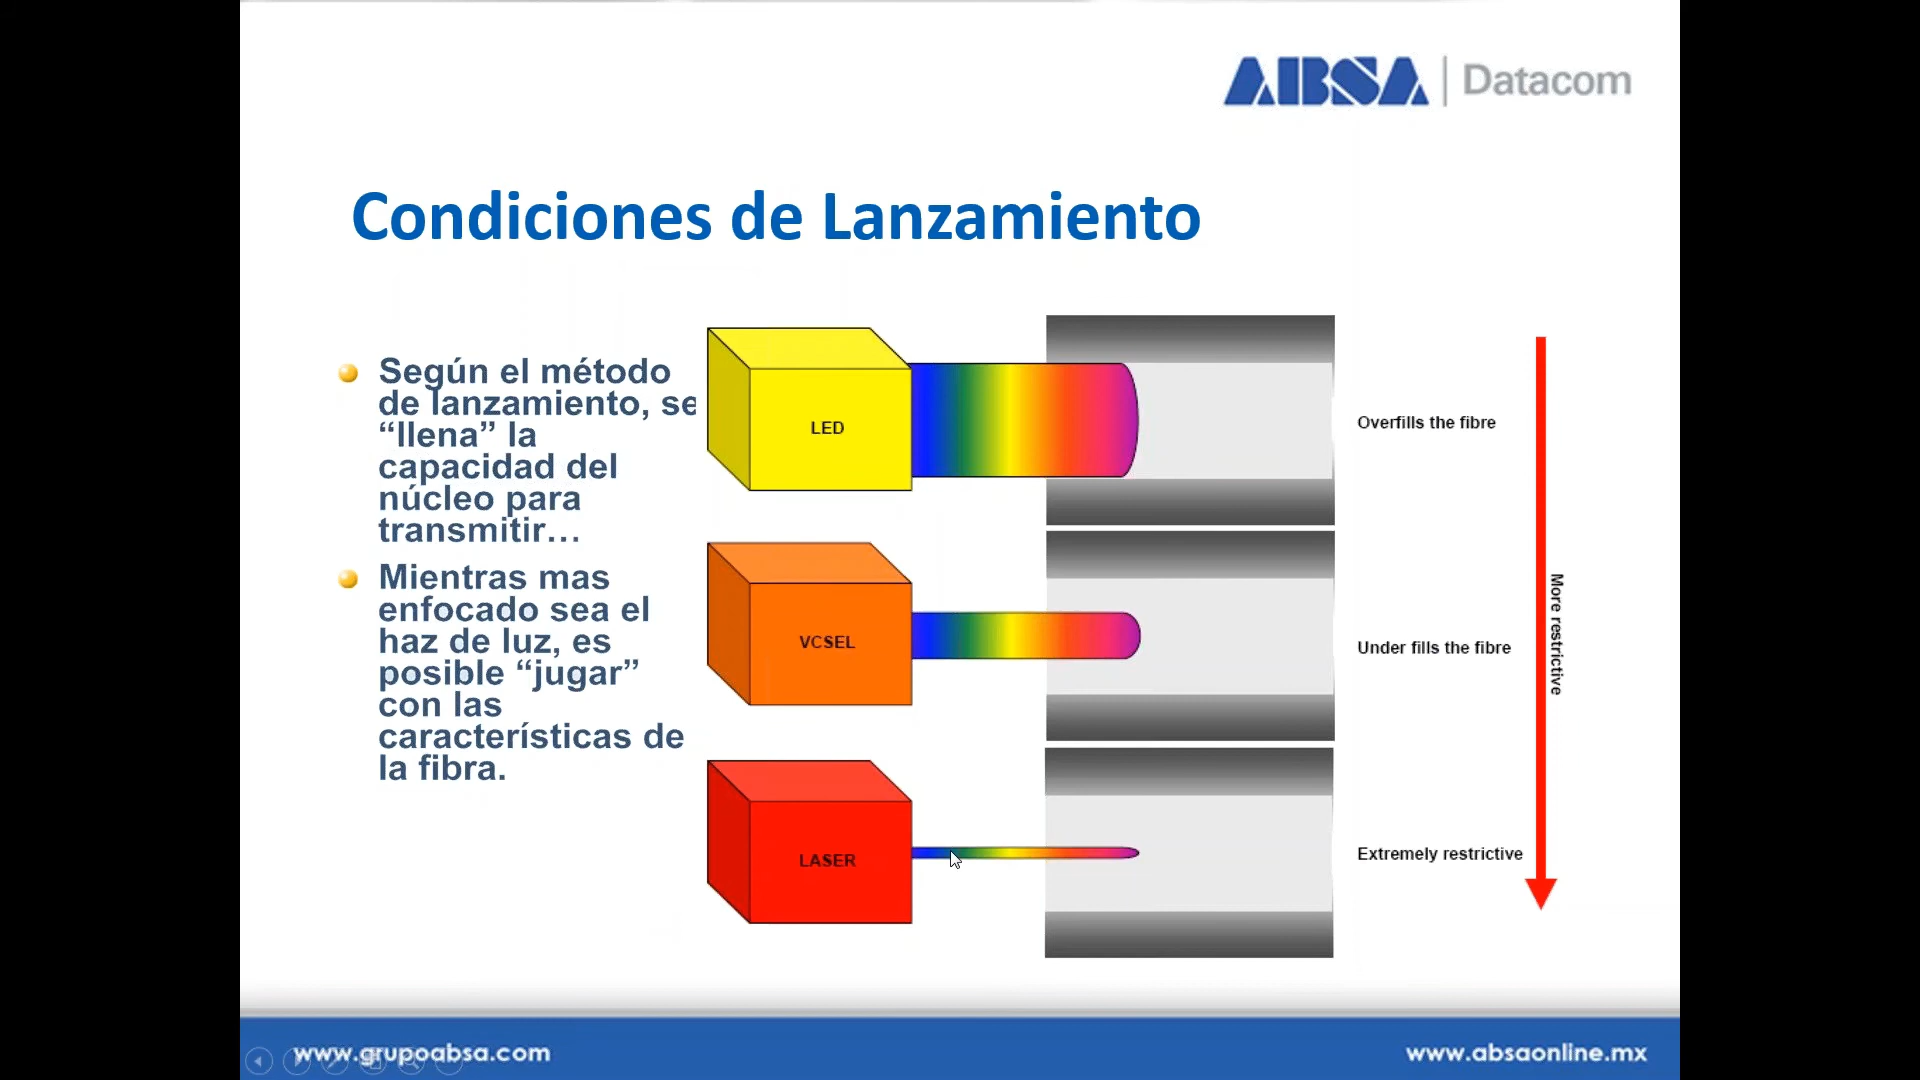 ABSA | Datacom
Condiciones de Lanzamiento
Según el método
de lanzamiento, se
“llena” la
capacidad del
núcleo para
transmitir…
Mientras mas
enfocado sea el
haz de luz, es
posible “jugar”
con las
características de
la fibra.
LED
Overfills the fibre
VCSEL
Under fills the fibre
LASER
Extremely restrictive
More restrictive
www.grupoabsa.com
www.absaonline.mx